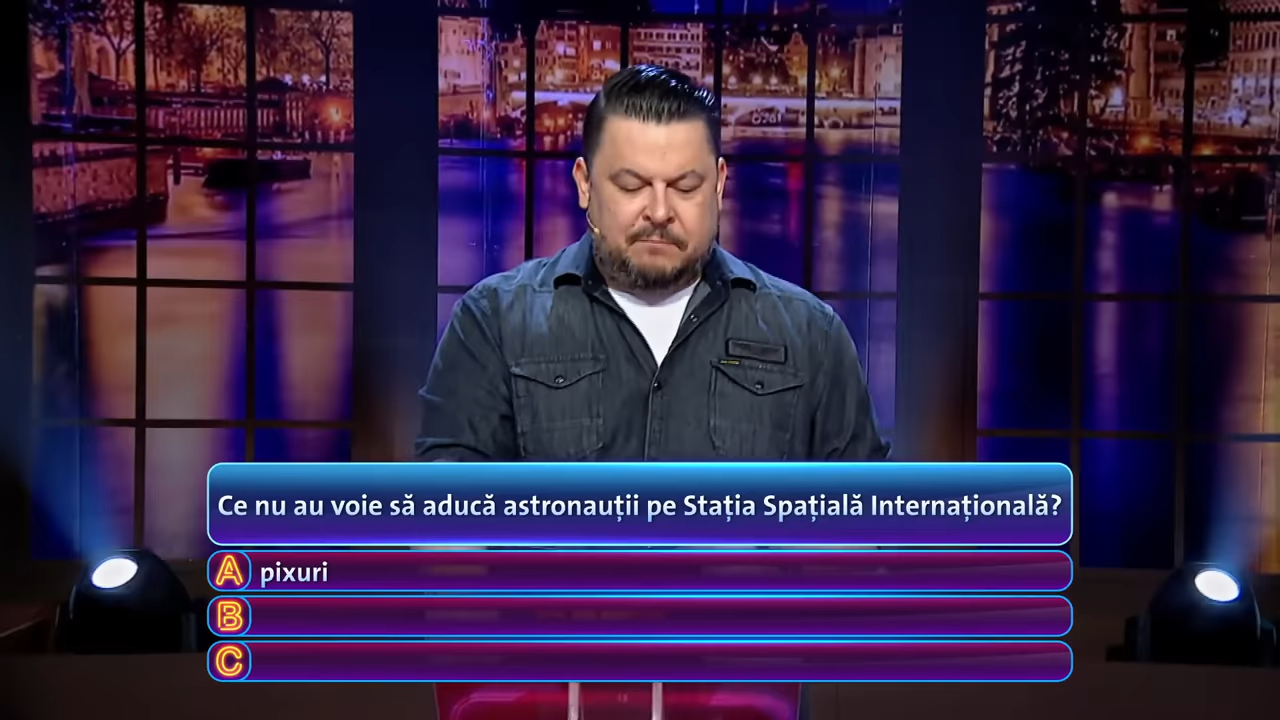 Ce nu au voie să aducă astronauții pe Stația Spațială Internațională?
A pixuri
B
C